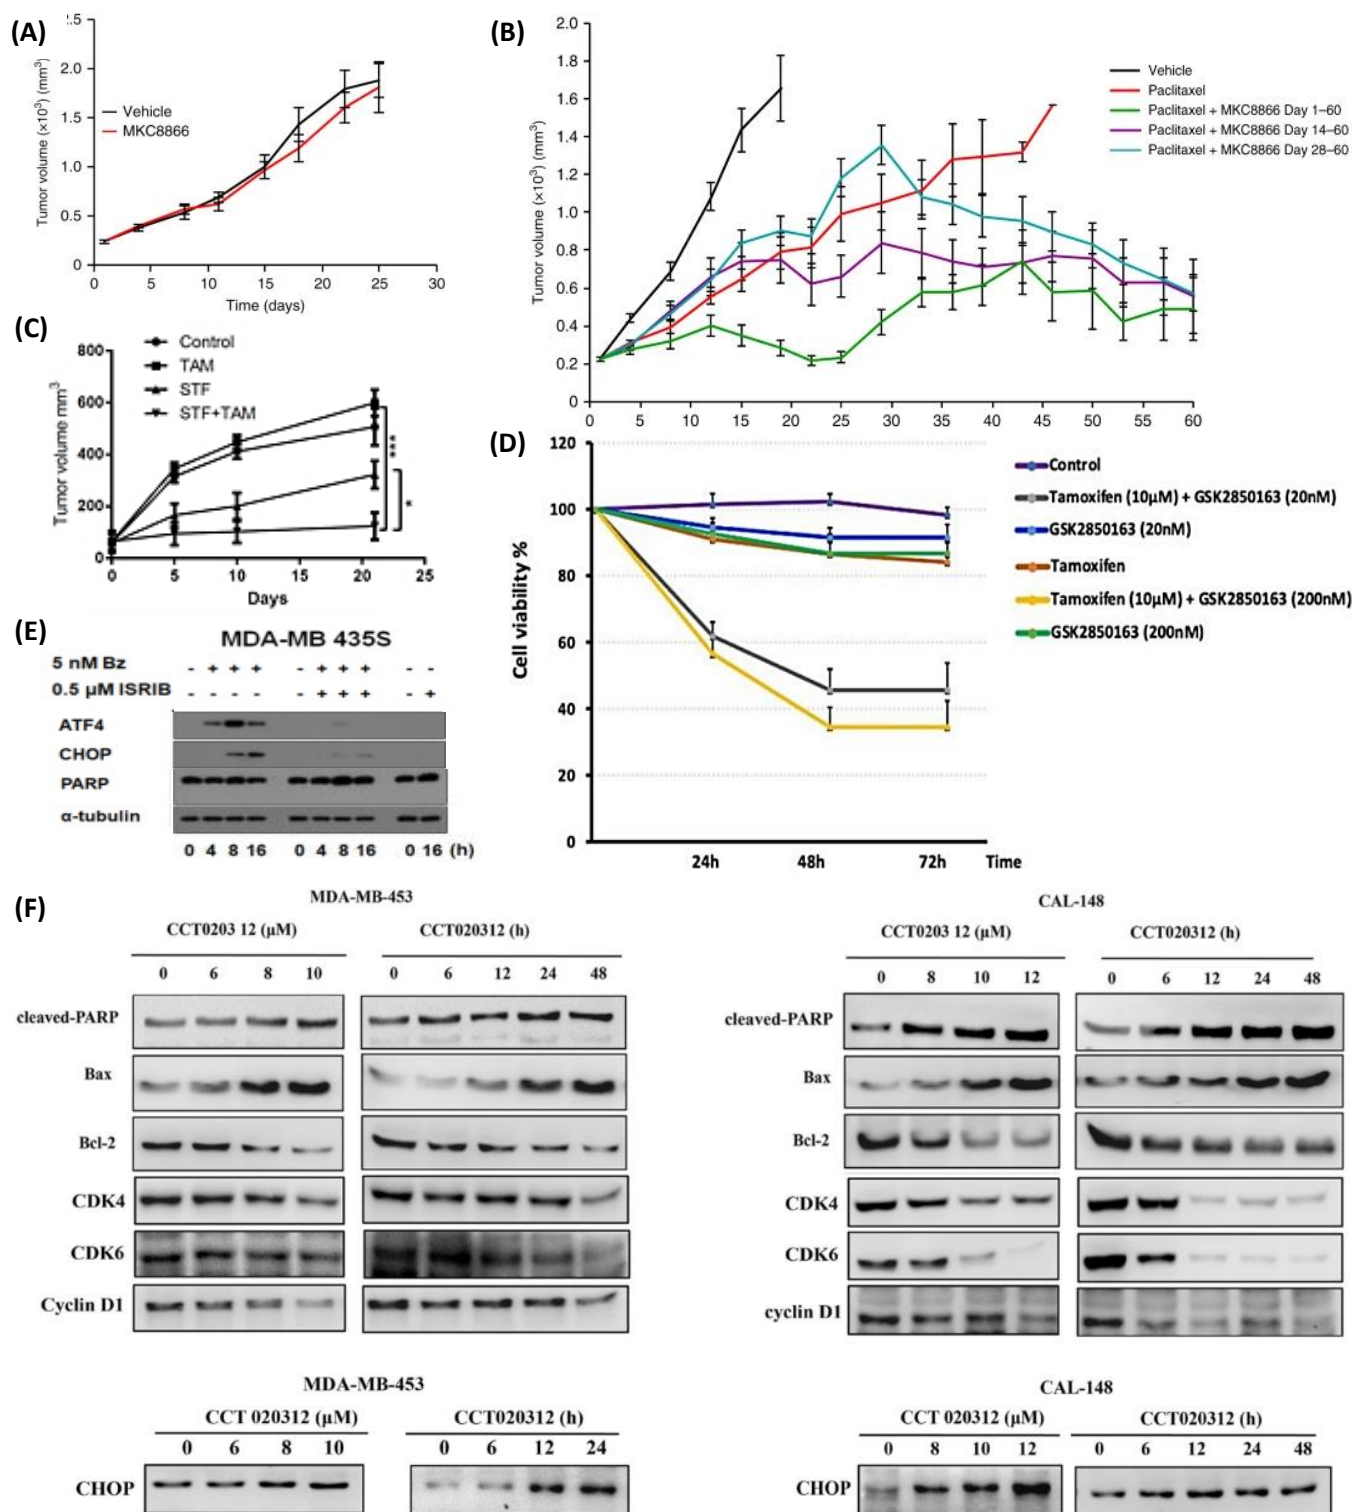 (A)
:.5
2.0
1.5
1.0
0.5
0
0 5 10 15 20 25 30
Tumor volume (×10³) (mm³)
Time (days)
Vehicle
MKC8866
(B)
2.0
1.8
1.6
1.4
1.2
1.0
0.8
0.6
0.4
0.2
0
0 5 10 15 20 25 30 35 40 45 50 55 60
Tumor volume (×10³) (mm³)
Vehicle
Paclitaxel
Paclitaxel + MKC8866 Day 1–60
Paclitaxel + MKC8866 Day 14–60
Paclitaxel + MKC8866 Day 28–60
(C)
Control
TAM
STF
STF+TAM
800
600
400
200
0
0 5 10 15 20 25
Tumor volume mm³
Days
***
*
(D)
120
100
80
60
40
20
0
Cell viability %
24h 48h 72h Time
Control
Tamoxifen (10µM) + GSK2850163 (20nM)
GSK2850163 (20nM)
Tamoxifen
Tamoxifen (10µM) + GSK2850163 (200nM)
GSK2850163 (200nM)
(E)
MDA-MB 435S
5 nM Bz - + + + - + + + - -
0.5 µM ISRIB - - - - - + + + - +
ATF4
CHOP
PARP
α-tubulin
0 4 8 16 0 4 8 16 0 16 (h)
(F)
MDA-MB-453
CCT0203 12 (µM) CCT020312 (h)
0 6 8 10 0 6 12 24 48
cleaved-PARP
Bax
Bcl-2
CDK4
CDK6
Cyclin D1
CAL-148
CCT0203 12 (µM) CCT020312 (h)
0 8 10 12 0 6 12 24 48
cleaved-PARP
Bax
Bcl-2
CDK4
CDK6
cyclin D1
MDA-MB-453
CCT 020312 (µM) CCT020312 (h)
0 6 8 10 0 6 12 24
CHOP
CAL-148
CCT 020312 (µM) CCT020312 (h)
0 8 10 12 0 6 12 24 48
CHOP